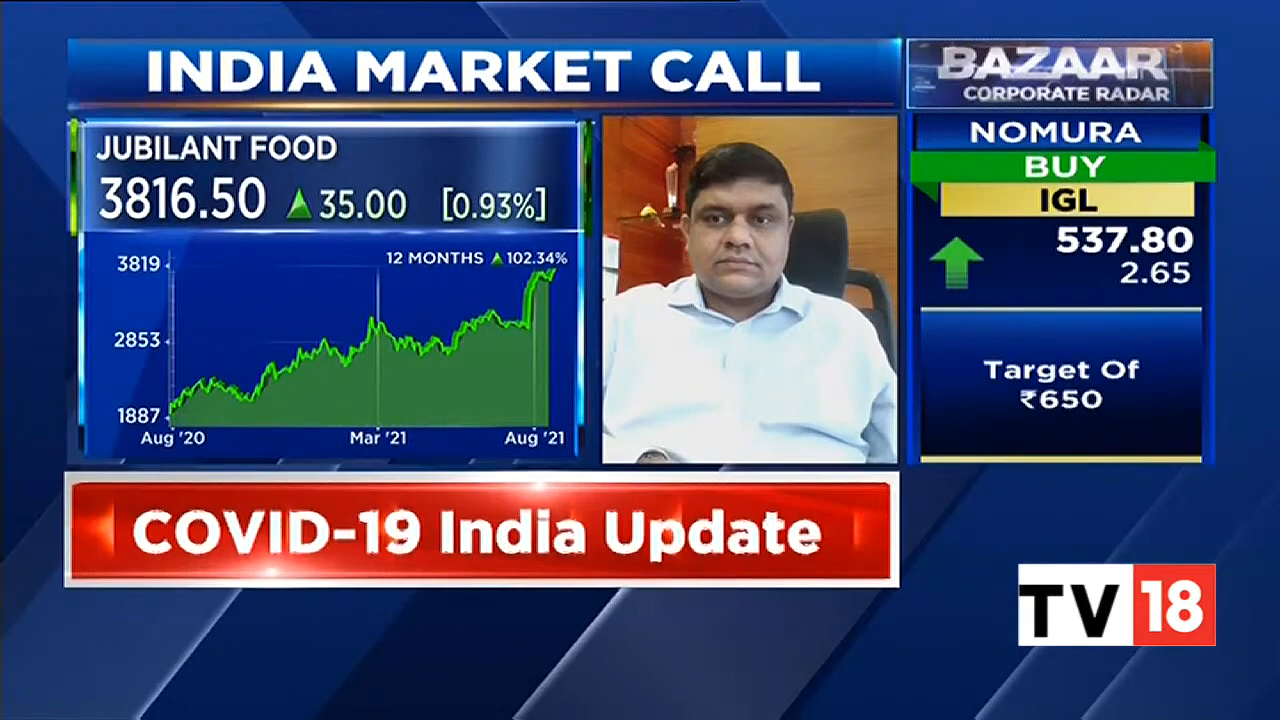 INDIA MARKET CALL
BAZAAR
CORPORATE RADAR
JUBILANT FOOD
3816.50 ▲ 35.00 [0.93%]
12 MONTHS ▲ 102.34%
3819
2853
1887
Aug '20 Mar '21 Aug '21
NOMURA
BUY
IGL
537.80
2.65
Target Of
₹650
COVID-19 India Update
TV18